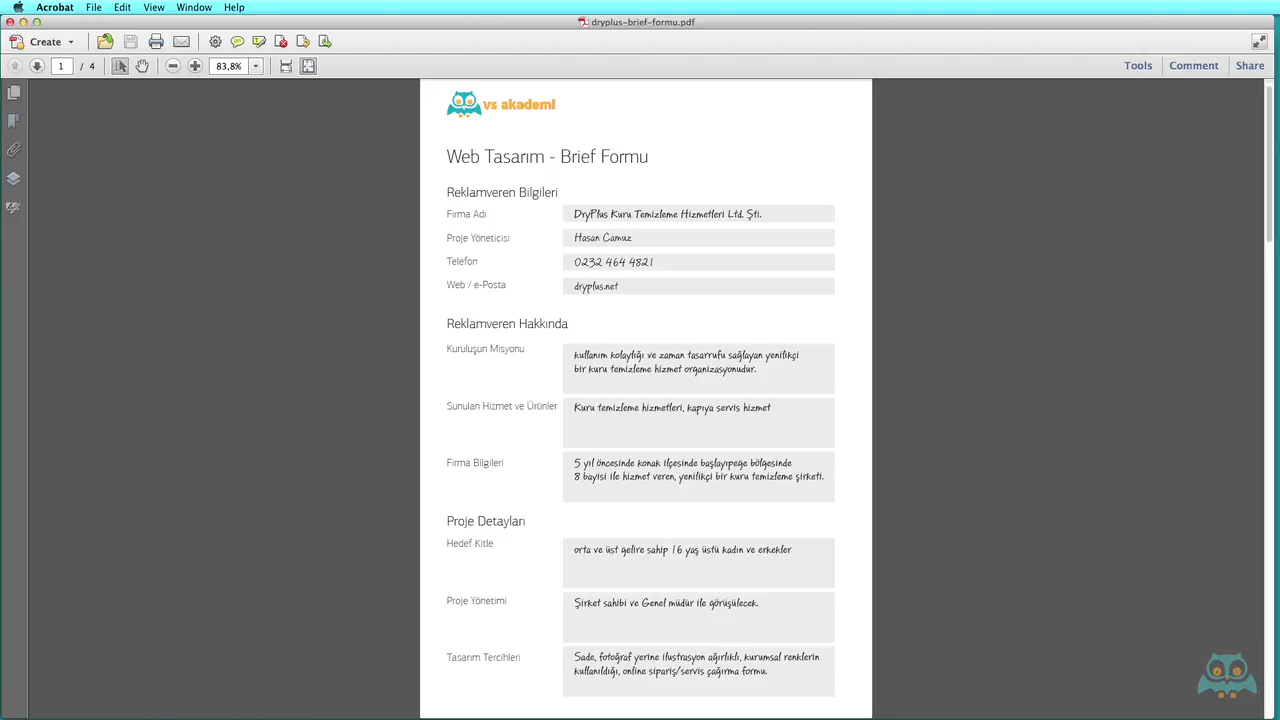 Acrobat File Edit View Window Help
dryplus-brief-formu.pdf
Create
1 / 4 83,8% Tools Comment Share
vs akademi
Web Tasarım - Brief Formu
Reklamveren Bilgileri
Firma Adı DryPlus Kuru Temizleme Hizmetleri Ltd. Şti.
Proje Yöneticisi Hasan Camuz
Telefon 0232 464 4821
Web / e-Posta dryplus.net
Reklamveren Hakkında
Kuruluşun Misyonu kullanım kolaylığı ve zaman tasarrufu sağlayan yenilikçi
bir kuru temizleme hizmet organizasyonudur.
Sunulan Hizmet ve Ürünler Kuru temizleme hizmetleri, kapıya servis hizmet
Firma Bilgileri 5 yıl öncesinde konak ilçesinde başlayıpege bölgesinde
8 bayisi ile hizmet veren, yenilikçi bir kuru temizleme şirketi.
Proje Detayları
Hedef Kitle orta ve üst gelire sahip 16 yaş üstü kadın ve erkekler
Proje Yönetimi Şirket sahibi ve Genel müdür ile görüşülecek.
Tasarım Tercihleri Sade, fotoğraf yerine ilustrasyon ağırlıklı, kurumsal renklerin
kullanıldığı, online sipariş/servis çağırma formu.